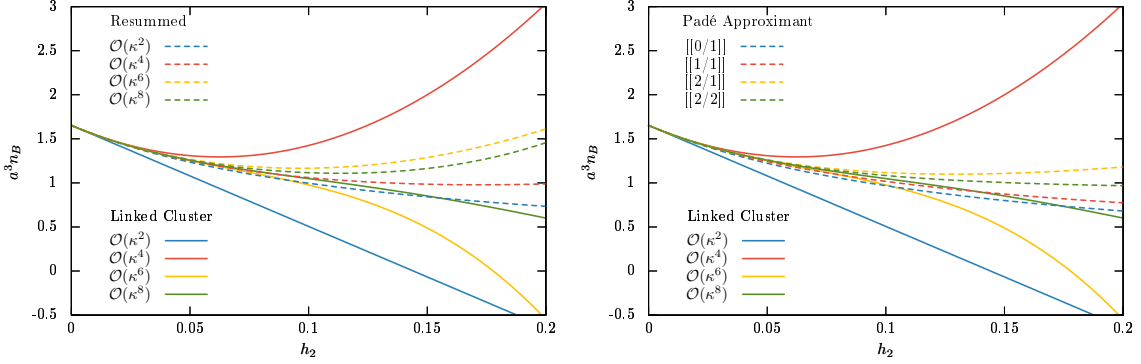 3
2.5
2
1.5
1
0.5
0
-0.5
0
0.05
0.1
0.15
0.2
a³n_B
h₂
Resummed
O(κ²)
O(κ⁴)
O(κ⁶)
O(κ⁸)
Linked Cluster
O(κ²)
O(κ⁴)
O(κ⁶)
O(κ⁸)
3
2.5
2
1.5
1
0.5
0
-0.5
0
0.05
0.1
0.15
0.2
a³n_B
h₂
Padé Approximant
[[0/1]]
[[1/1]]
[[2/1]]
[[2/2]]
Linked Cluster
O(κ²)
O(κ⁴)
O(κ⁶)
O(κ⁸)